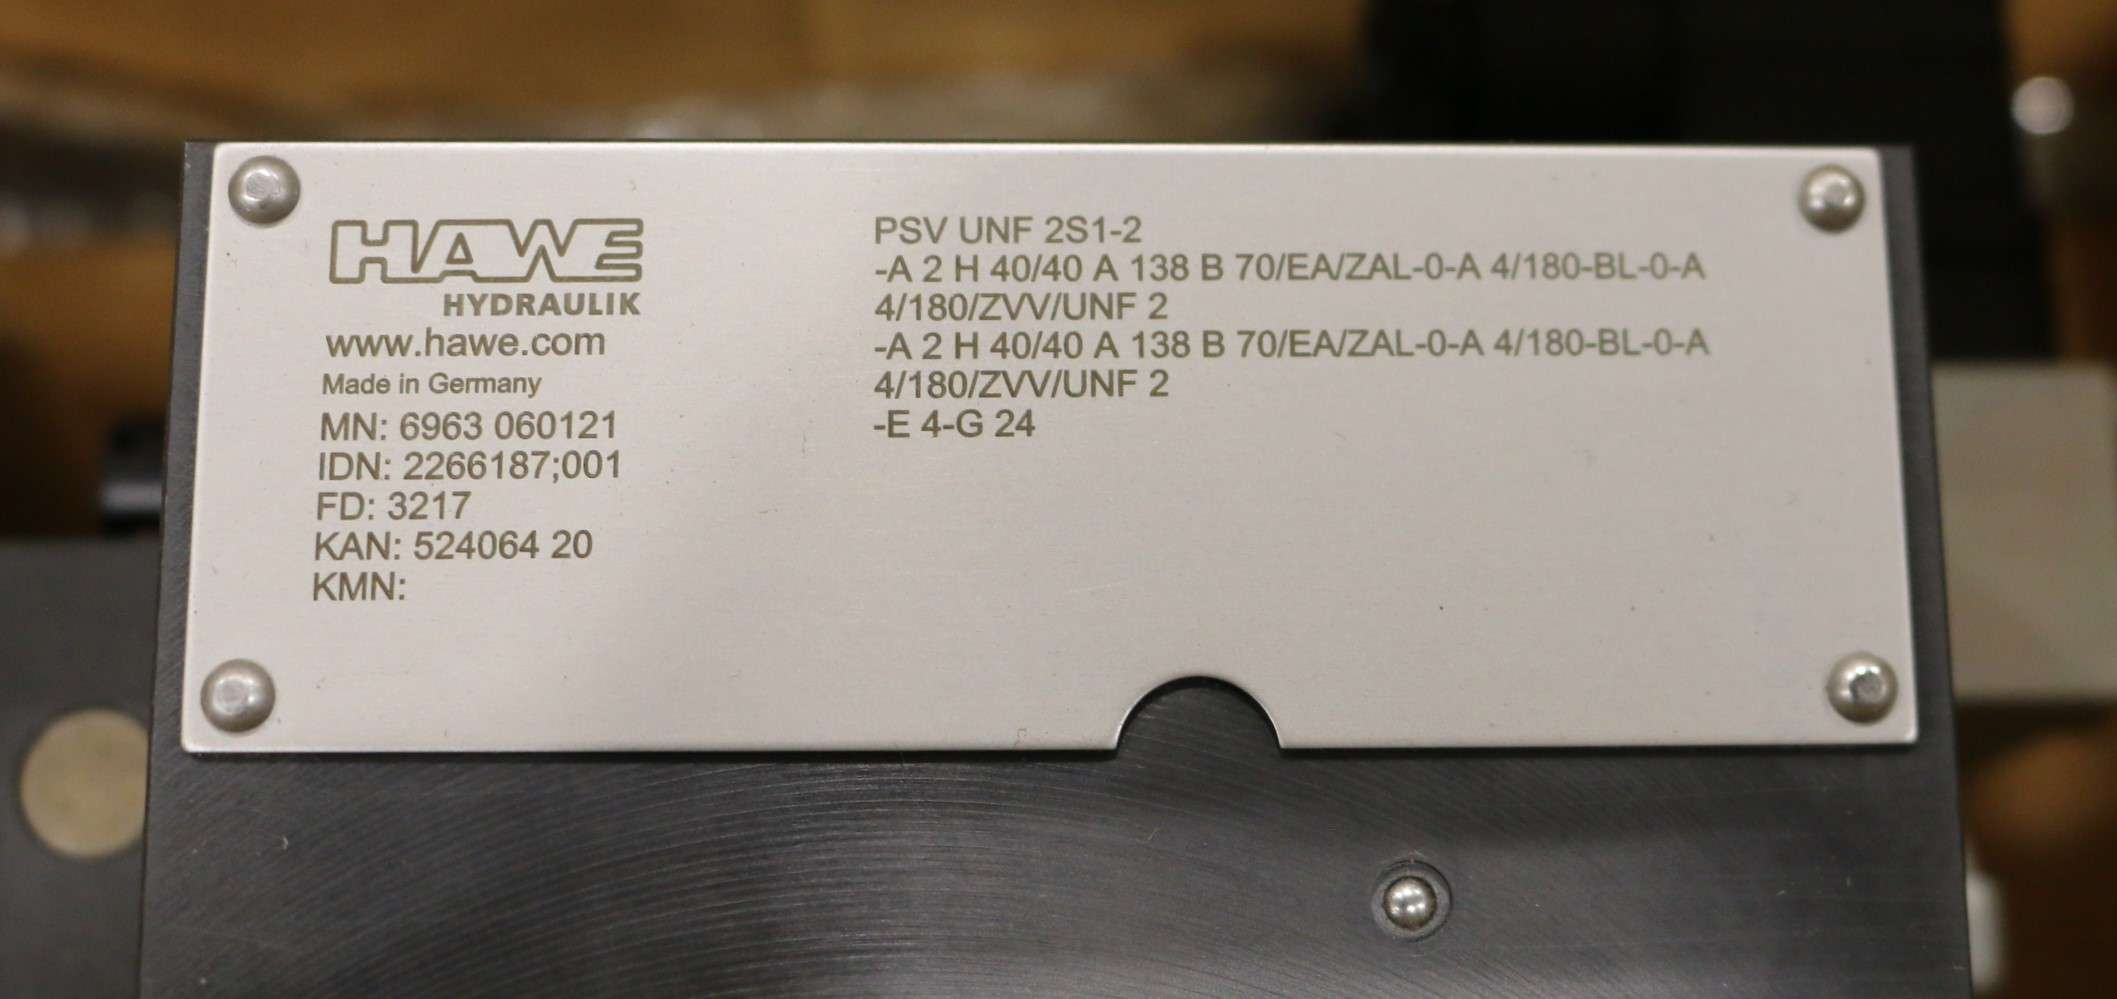 HAWE
HYDRAULIK
www.hawe.com
Made in Germany
MN: 6963 060121
IDN: 2266187;001
FD: 3217
KAN: 524064 20
KMN:
PSV UNF 2S1-2
-A 2 H 40/40 A 138 B 70/EA/ZAL-0-A 4/180-BL-0-A
4/180/ZVV/UNF 2
-A 2 H 40/40 A 138 B 70/EA/ZAL-0-A 4/180-BL-0-A
4/180/ZVV/UNF 2
-E 4-G 24